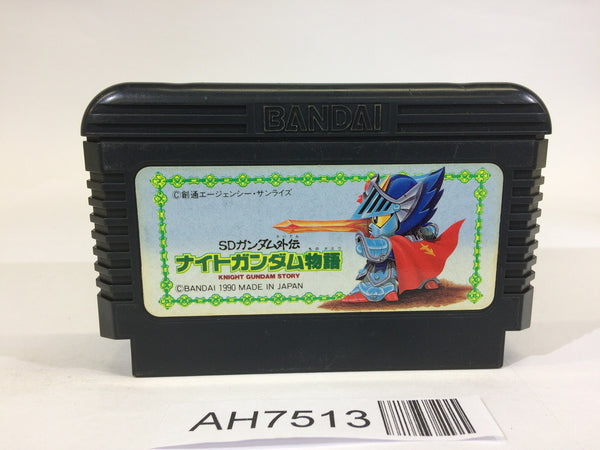 BANDAI
©創通エージェンシー・サンライズ
SDガンダム外伝
ナイトガンダム物語
KNIGHT GUNDAM STORY
©BANDAI 1990 MADE IN JAPAN
AH7513